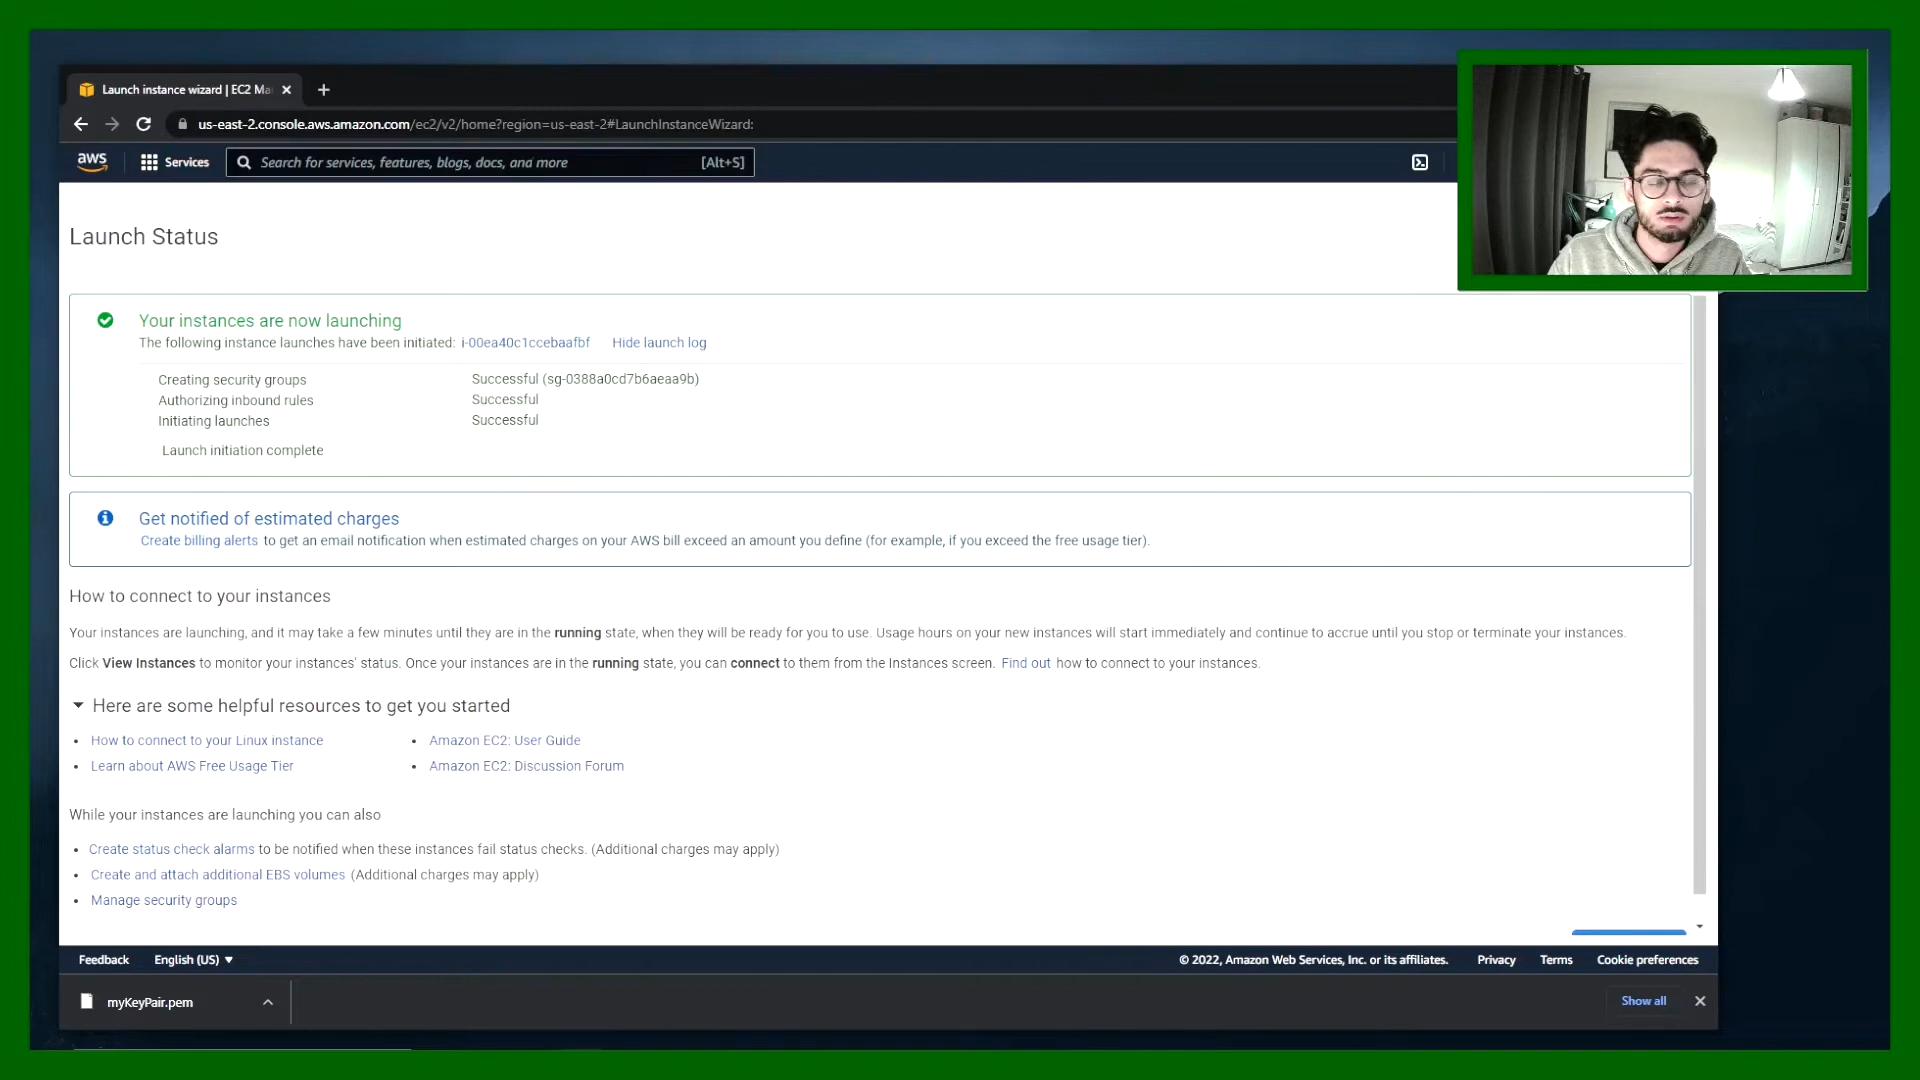 Launch instance wizard | EC2 Ma
us-east-2.console.aws.amazon.com/ec2/v2/home?region=us-east-2#LaunchInstanceWizard:
aws
Services
Search for services, features, blogs, docs, and more
[Alt+S]
Launch Status
Your instances are now launching
The following instance launches have been initiated: i-00ea40c1ccebaafbf Hide launch log
Creating security groups Successful (sg-0388a0cd7b6aeaa9b)
Authorizing inbound rules Successful
Initiating launches Successful
Launch initiation complete
Get notified of estimated charges
Create billing alerts to get an email notification when estimated charges on your AWS bill exceed an amount you define (for example, if you exceed the free usage tier).
How to connect to your instances
Your instances are launching, and it may take a few minutes until they are in the running state, when they will be ready for you to use. Usage hours on your new instances will start immediately and continue to accrue until you stop or terminate your instances.
Click View Instances to monitor your instances' status. Once your instances are in the running state, you can connect to them from the Instances screen. Find out how to connect to your instances.
Here are some helpful resources to get you started
• How to connect to your Linux instance
• Amazon EC2: User Guide
• Learn about AWS Free Usage Tier
• Amazon EC2: Discussion Forum
While your instances are launching you can also
• Create status check alarms to be notified when these instances fail status checks. (Additional charges may apply)
• Create and attach additional EBS volumes (Additional charges may apply)
• Manage security groups
Feedback English (US) © 2022, Amazon Web Services, Inc. or its affiliates. Privacy Terms Cookie preferences
myKeyPair.pem
Show all